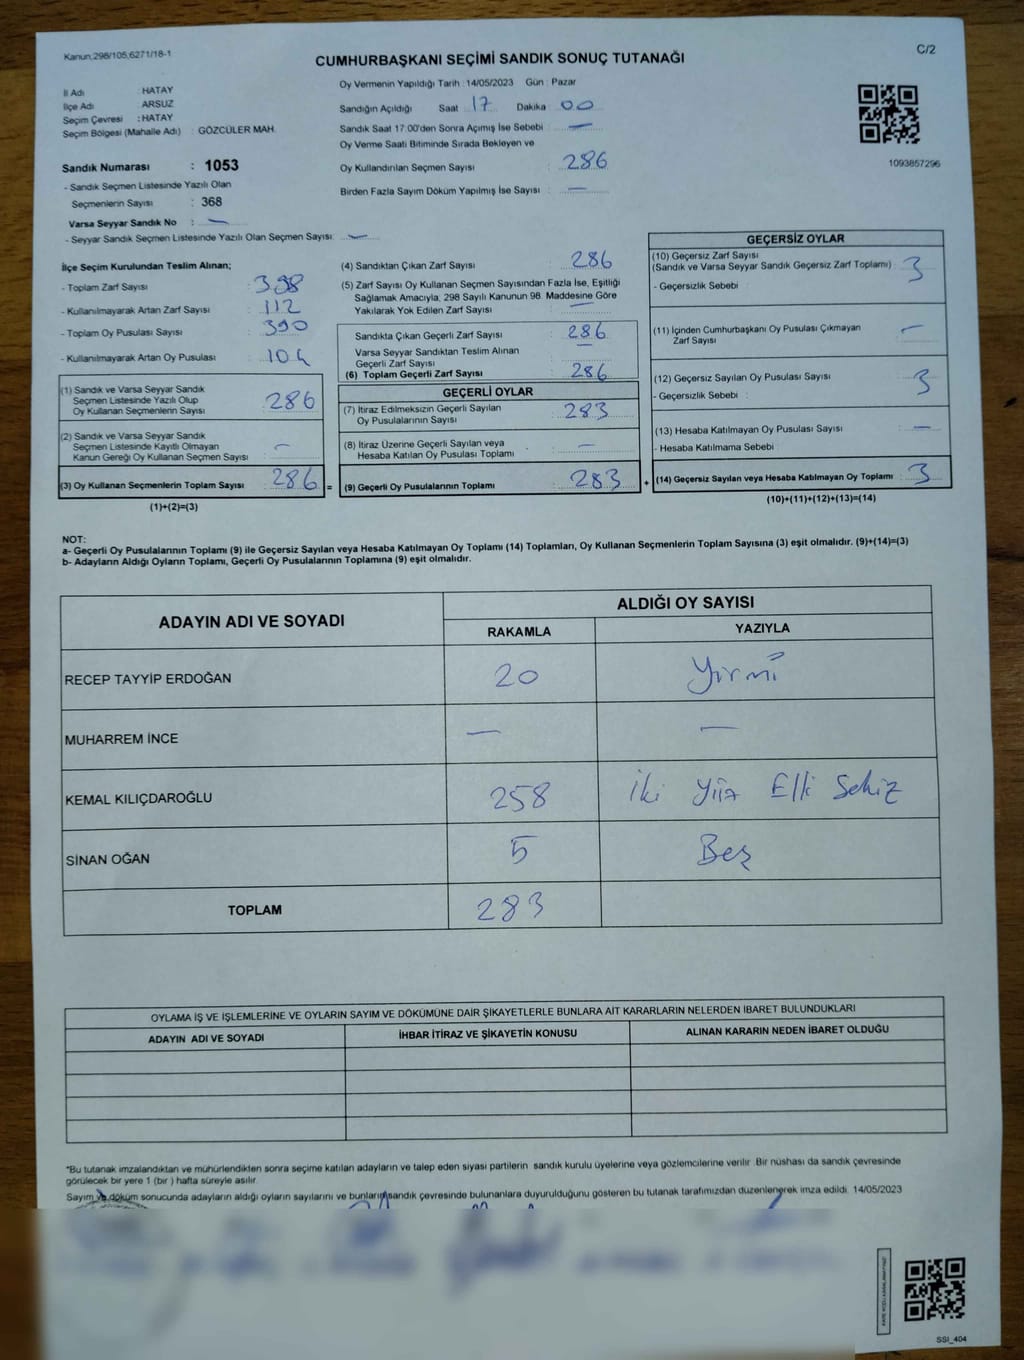 Kanun,298/105,6271/18-1
C/2
CUMHURBAŞKANI SEÇİMİ SANDIK SONUÇ TUTANAĞI
İl Adı HATAY
İlçe Adı ARSUZ
Seçim Çevresi : HATAY
Seçim Bölgesi (Mahalle Adı) : GÖZCÜLER MAH.
Sandık Numarası : 1053
- Sandık Seçmen Listesinde Yazılı Olan
Seçmenlerin Sayısı : 368
Varsa Seyyar Sandık No : —
- Seyyar Sandık Seçmen Listesinde Yazılı Olan Seçmen Sayısı: —
Oy Vermenin Yapıldığı Tarih : 14/05/2023 Gün : Pazar
Sandığın Açıldığı Saat 17 Dakika 00
Sandık Saat 17:00'den Sonra Açımış İse Sebebi : —
Oy Verme Saati Bitiminde Sırada Bekleyen ve
Oy Kullandırılan Seçmen Sayısı : 286
Birden Fazla Sayım Döküm Yapılmış İse Sayısı : —
1093857296
İlçe Seçim Kurulundan Teslim Alınan;
- Toplam Zarf Sayısı : 398
- Kullanılmayarak Artan Zarf Sayısı : 112
- Toplam Oy Pusulası Sayısı : 390
- Kullanılmayarak Artan Oy Pusulası : 104
(1) Sandık ve Varsa Seyyar Sandık
Seçmen Listesinde Yazılı Olup
Oy Kullanan Seçmenlerin Sayısı : 286
(2) Sandık ve Varsa Seyyar Sandık
Seçmen Listesinde Kayıtlı Olmayan
Kanun Gereği Oy Kullanan Seçmen Sayısı : —
(3) Oy Kullanan Seçmenlerin Toplam Sayısı : 286 =
(1)+(2)=(3)
(4) Sandıktan Çıkan Zarf Sayısı : 286
(5) Zarf Sayısı Oy Kullanan Seçmen Sayısından Fazla İse, Eşitliği
Sağlamak Amacıyla, 298 Sayılı Kanunun 98. Maddesine Göre
Yakılarak Yok Edilen Zarf Sayısı : —
Sandıkta Çıkan Geçerli Zarf Sayısı : 286
Varsa Seyyar Sandıktan Teslim Alınan
Geçerli Zarf Sayısı : —
(6) Toplam Geçerli Zarf Sayısı : 286
GEÇERLİ OYLAR
(7) İtiraz Edilmeksizin Geçerli Sayılan
Oy Pusulalarının Sayısı : 283
(8) İtiraz Üzerine Geçerli Sayılan veya
Hesaba Katılan Oy Pusulası Toplamı : —
(9) Geçerli Oy Pusulalarının Toplamı : 283 +
GEÇERSİZ OYLAR
(10) Geçersiz Zarf Sayısı
(Sandık ve Varsa Seyyar Sandık Geçersiz Zarf Toplamı) : 3
- Geçersizlik Sebebi :
(11) İçinden Cumhurbaşkanı Oy Pusulası Çıkmayan
Zarf Sayısı : —
(12) Geçersiz Sayılan Oy Pusulası Sayısı : 3
- Geçersizlik Sebebi :
(13) Hesaba Katılmayan Oy Pusulası Sayısı : —
- Hesaba Katılmama Sebebi
(14) Geçersiz Sayılan veya Hesaba Katılmayan Oy Toplamı : 3
(10)+(11)+(12)+(13)=(14)
NOT:
a- Geçerli Oy Pusulalarının Toplamı (9) ile Geçersiz Sayılan veya Hesaba Katılmayan Oy Toplamı (14) Toplamları, Oy Kullanan Seçmenlerin Toplam Sayısına (3) eşit olmalıdır. (9)+(14)=(3)
b- Adayların Aldığı Oyların Toplamı, Geçerli Oy Pusulalarının Toplamına (9) eşit olmalıdır.
ADAYIN ADI VE SOYADI
ALDIĞI OY SAYISI
RAKAMLA YAZIYLA
RECEP TAYYİP ERDOĞAN 20 Yirmi
MUHARREM İNCE — —
KEMAL KILIÇDAROĞLU 258 İki Yüz Elli Sekiz
SİNAN OĞAN 5 Beş
TOPLAM 283
OYLAMA İŞ VE İŞLEMLERİNE VE OYLARIN SAYIM VE DÖKÜMÜNE DAİR ŞİKAYETLERLE BUNLARA AİT KARARLARIN NELERDEN İBARET BULUNDUKLARI
ADAYIN ADI VE SOYADI İHBAR İTİRAZ VE ŞİKAYETİN KONUSU ALINAN KARARIN NEDEN İBARET OLDUĞU
*Bu tutanak imzalandıktan ve mühürlendikten sonra seçime katılan adayların ve talep eden siyasi partilerin sandık kurulu üyelerine veya gözlemcilerine verilir. Bir nüshası da sandık çevresinde
görülecek bir yere 1 (bir) hafta süreyle asılır.
Sayım ve döküm sonucunda adayların aldığı oyların sayılarını ve bunların sandık çevresinde bulunanlara duyurulduğunu gösteren bu tutanak tarafımızdan düzenlenerek imza edildi. 14/05/2023
SSI_404